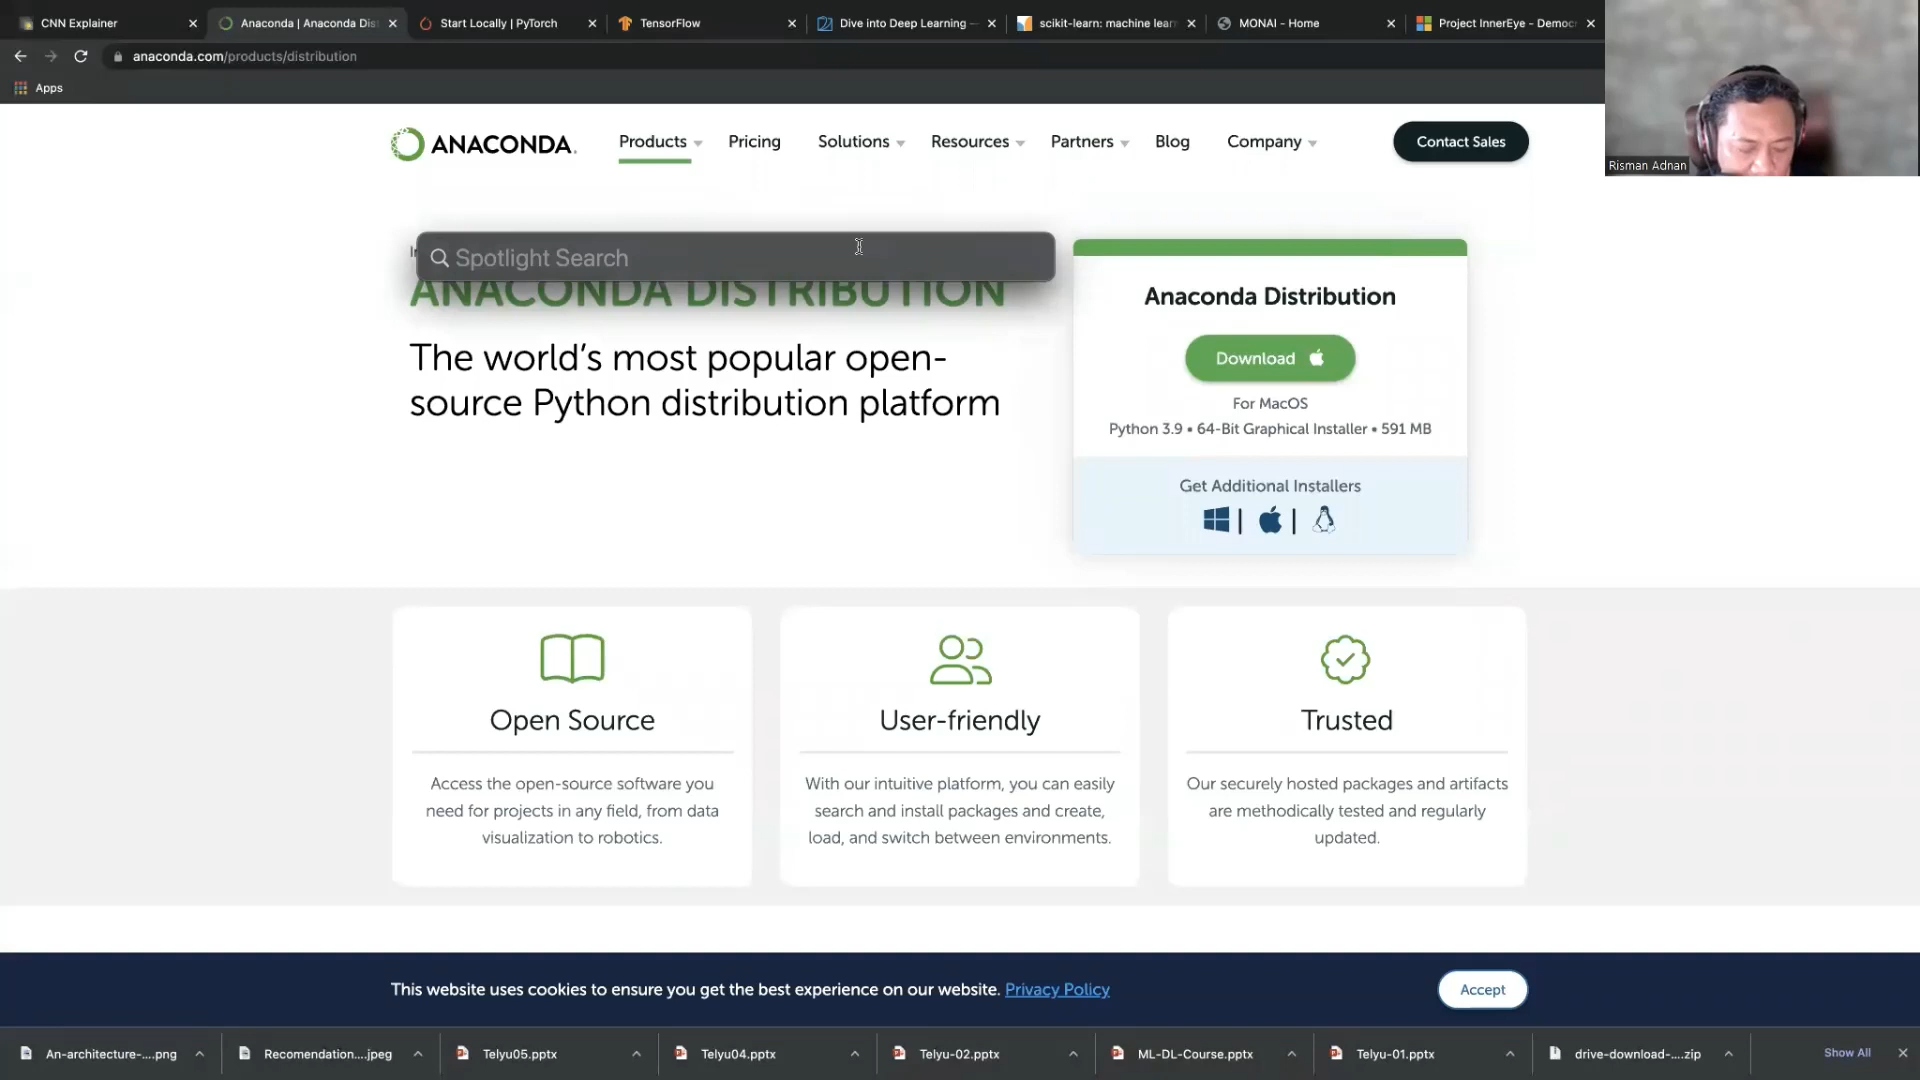 CNN Explainer
Anaconda | Anaconda Dis
Start Locally | PyTorch
TensorFlow
Dive into Deep Learning —
scikit-learn: machine lear
MONAI - Home
Project InnerEye - Democr
anaconda.com/products/distribution
Apps
Risman Adnan
ANACONDA.
Products
Pricing
Solutions
Resources
Partners
Blog
Company
Contact Sales
Spotlight Search
ANACONDA DISTRIBUTION
The world's most popular open-
source Python distribution platform
Anaconda Distribution
Download
For MacOS
Python 3.9 • 64-Bit Graphical Installer • 591 MB
Get Additional Installers
Open Source
Access the open-source software you
need for projects in any field, from data
visualization to robotics.
User-friendly
With our intuitive platform, you can easily
search and install packages and create,
load, and switch between environments.
Trusted
Our securely hosted packages and artifacts
are methodically tested and regularly
updated.
This website uses cookies to ensure you get the best experience on our website. Privacy Policy
Accept
An-architecture-....png
Recomendation....jpeg
Telyu05.pptx
Telyu04.pptx
Telyu-02.pptx
ML-DL-Course.pptx
Telyu-01.pptx
drive-download-....zip
Show All